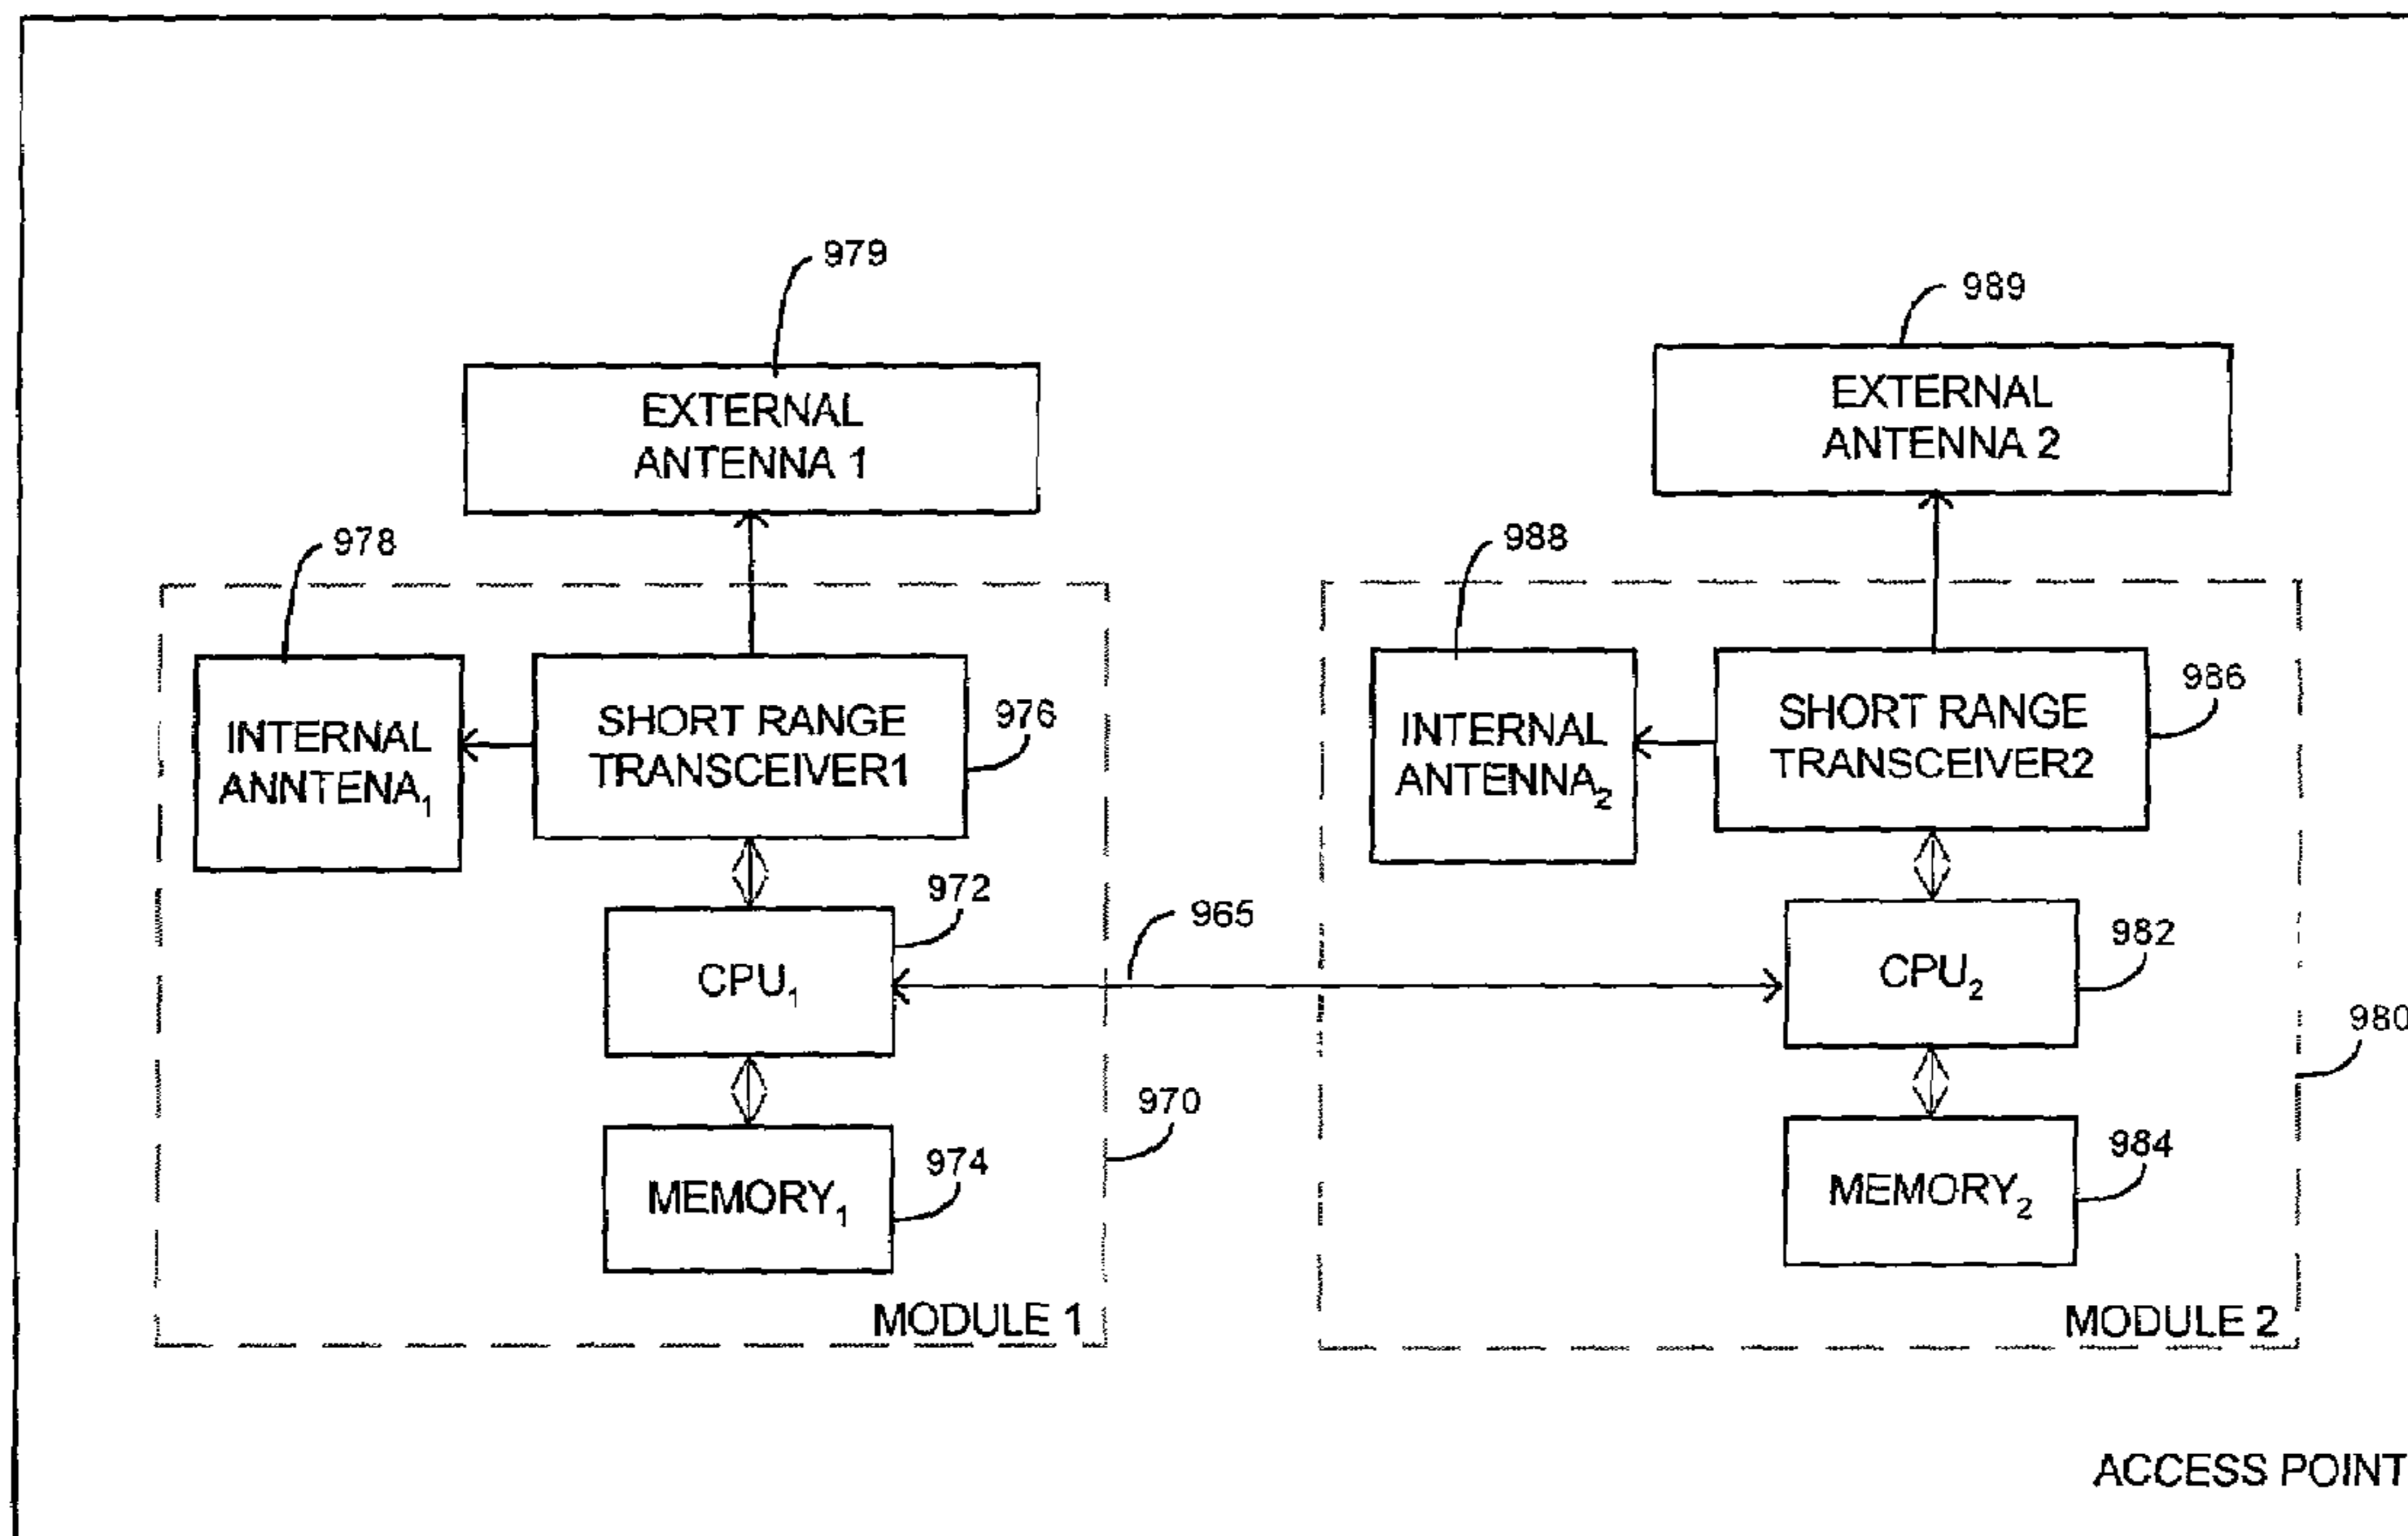 979
989
EXTERNAL
ANTENNA 1
EXTERNAL
ANTENNA 2
978
988
INTERNAL
ANNTENA₁
SHORT RANGE
TRANSCEIVER1
976
INTERNAL
ANTENNA₂
SHORT RANGE
TRANSCEIVER2
986
972
CPU₁
965
982
CPU₂
980
970
974
MEMORY₁
984
MEMORY₂
MODULE 1
MODULE 2
ACCESS POINT